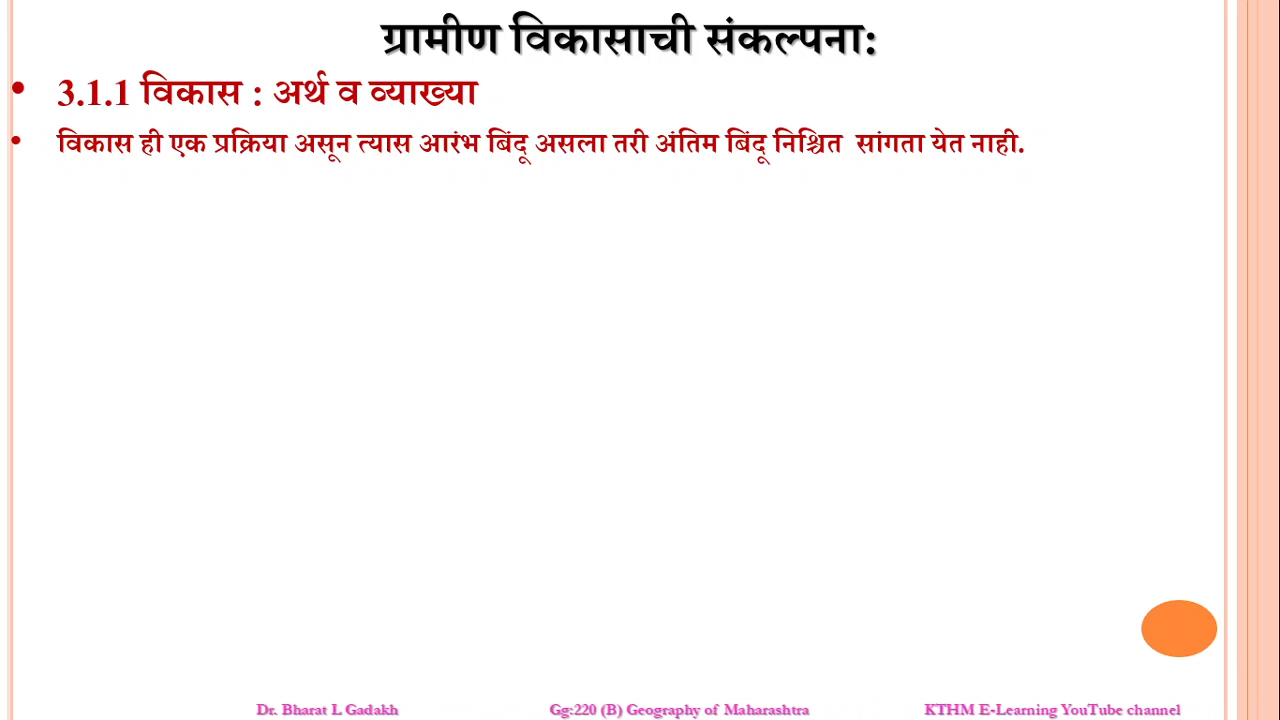 ग्रामीण विकासाची संकल्पना:
• 3.1.1 विकास : अर्थ व व्याख्या
• विकास ही एक प्रक्रिया असून त्यास आरंभ बिंदू असला तरी अंतिम बिंदू निश्चित सांगता येत नाही.
Dr. Bharat L Gadakh Gg:220 (B) Geography of Maharashtra KTHM E-Learning YouTube channel